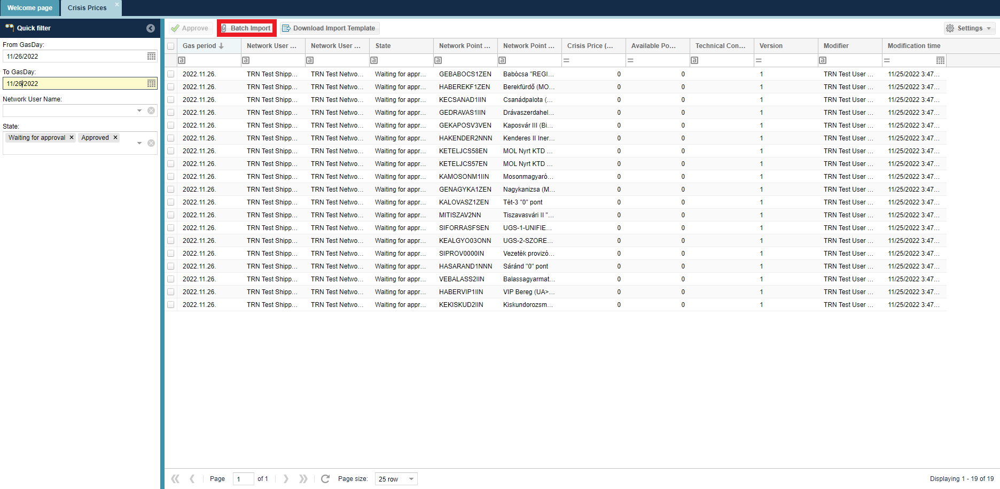 Welcome page Crisis Prices
Quick filter
From GasDay:
11/26/2022
To GasDay:
11/26/2022
Network User Name:
State:
Waiting for approval Approved
Approve Batch Import Download Import Template Settings
Gas period Network User ... Network User ... State Network Point ... Network Point ... Crisis Price (... Available Po... Technical Con... Version Modifier Modification time
2022.11.26. TRN Test Shipp... TRN Test Netwo... Waiting for appr... GEBABOCS1ZEN Babócsa "REGI... 0 0 1 TRN Test User ... 11/25/2022 3:47...
2022.11.26. TRN Test Shipp... TRN Test Netwo... Waiting for appr... HABEREKF1ZEN Berekfürdő (MO... 0 0 1 TRN Test User ... 11/25/2022 3:47...
2022.11.26. TRN Test Shipp... TRN Test Netwo... Waiting for appr... KECSANAD1IIN Csanádpalota (... 0 0 1 TRN Test User ... 11/25/2022 3:47...
2022.11.26. TRN Test Shipp... TRN Test Netwo... Waiting for appr... GEDRAVAS1IIN Drávaszerdahel... 0 0 1 TRN Test User ... 11/25/2022 3:47...
2022.11.26. TRN Test Shipp... TRN Test Netwo... Waiting for appr... GEKAPOSV3VEN Kaposvár III (Bi... 0 0 1 TRN Test User ... 11/25/2022 3:47...
2022.11.26. TRN Test Shipp... TRN Test Netwo... Waiting for appr... HAKENDER2NNN Kenderes II Iner... 0 0 1 TRN Test User ... 11/25/2022 3:47...
2022.11.26. TRN Test Shipp... TRN Test Netwo... Waiting for appr... KETELJCS58EN MOL Nyrt KTD ... 0 0 1 TRN Test User ... 11/25/2022 3:47...
2022.11.26. TRN Test Shipp... TRN Test Netwo... Waiting for appr... KETELJCS57EN MOL Nyrt KTD ... 0 0 1 TRN Test User ... 11/25/2022 3:47...
2022.11.26. TRN Test Shipp... TRN Test Netwo... Waiting for appr... KAMOSONM1IIN Mosonmagyaró... 0 0 1 TRN Test User ... 11/25/2022 3:47...
2022.11.26. TRN Test Shipp... TRN Test Netwo... Waiting for appr... GENAGYKA1ZEN Nagykanizsa (M... 0 0 1 TRN Test User ... 11/25/2022 3:47...
2022.11.26. TRN Test Shipp... TRN Test Netwo... Waiting for appr... KALOVASZ1ZEN Tét-3 "0" pont 0 0 1 TRN Test User ... 11/25/2022 3:47...
2022.11.26. TRN Test Shipp... TRN Test Netwo... Waiting for appr... MITISZAV2NN Tiszavasvári II "... 0 0 1 TRN Test User ... 11/25/2022 3:47...
2022.11.26. TRN Test Shipp... TRN Test Netwo... Waiting for appr... SIFORRASFSEN UGS-1-UNIFIE... 0 0 1 TRN Test User ... 11/25/2022 3:47...
2022.11.26. TRN Test Shipp... TRN Test Netwo... Waiting for appr... KEALGYO03ONN UGS-2-SZORE... 0 0 1 TRN Test User ... 11/25/2022 3:47...
2022.11.26. TRN Test Shipp... TRN Test Netwo... Waiting for appr... SIPROV0000IN Vezeték provizó... 0 0 1 TRN Test User ... 11/25/2022 3:47...
2022.11.26. TRN Test Shipp... TRN Test Netwo... Waiting for appr... HASARAND1NNN Sáránd "0" pont 0 0 1 TRN Test User ... 11/25/2022 3:47...
2022.11.26. TRN Test Shipp... TRN Test Netwo... Waiting for appr... VEBALASS2IIN Balassagyarmat... 0 0 1 TRN Test User ... 11/25/2022 3:47...
2022.11.26. TRN Test Shipp... TRN Test Netwo... Waiting for appr... HABERVIP1IIN VIP Bereg (UA>... 0 0 1 TRN Test User ... 11/25/2022 3:47...
2022.11.26. TRN Test Shipp... TRN Test Netwo... Waiting for appr... KEKISKUD2IIN Kiskundorozsm... 0 0 1 TRN Test User ... 11/25/2022 3:47...
Page 1 of 1 Page size: 25 row Displaying 1 - 19 of 19